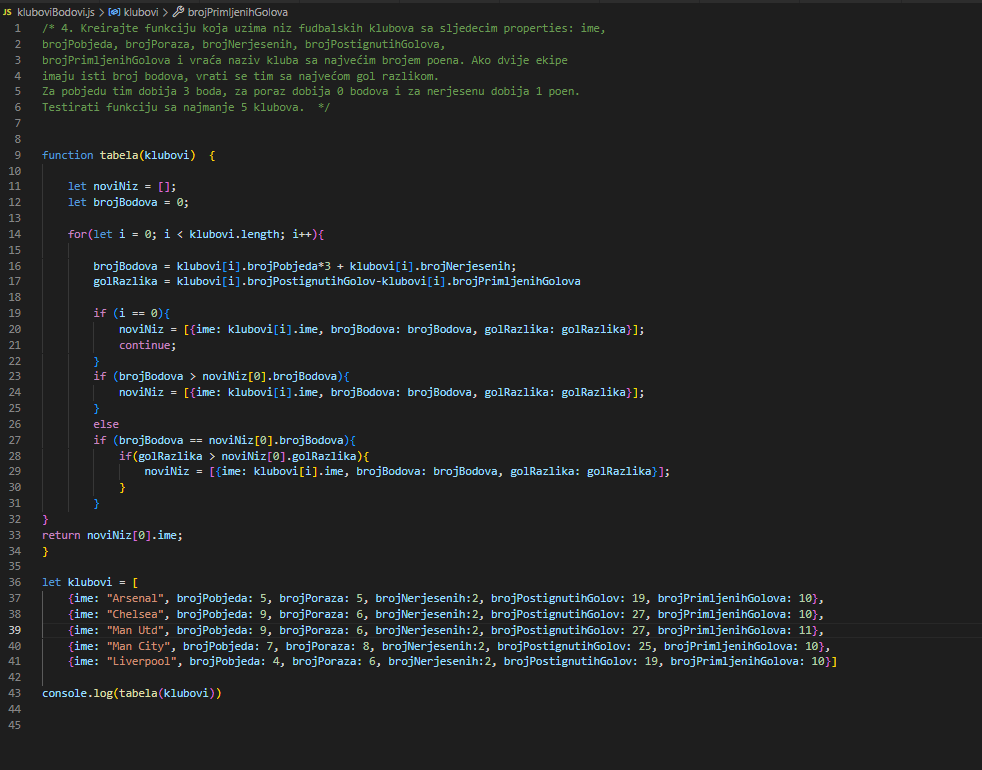 JS kluboviBodovi.js > klubovi > brojPrimljenihGolova
1 /* 4. Kreirajte funkciju koja uzima niz fudbalskih klubova sa sljedecim properties: ime,
2 brojPobjeda, brojPoraza, brojNerjesenih, brojPostignutihGolova,
3 brojPrimljenihGolova i vraća naziv kluba sa najvećim brojem poena. Ako dvije ekipe
4 imaju isti broj bodova, vrati se tim sa najvećom gol razlikom.
5 Za pobjedu tim dobija 3 boda, za poraz dobija 0 bodova i za nerjesenu dobija 1 poen.
6 Testirati funkciju sa najmanje 5 klubova.  */
7
8
9 function tabela(klubovi)  {
10
11     let noviNiz = [];
12     let brojBodova = 0;
13
14     for(let i = 0; i < klubovi.length; i++){
15
16         brojBodova = klubovi[i].brojPobjeda*3 + klubovi[i].brojNerjesenih;
17         golRazlika = klubovi[i].brojPostignutihGolov-klubovi[i].brojPrimljenihGolova
18
19         if (i == 0){
20             noviNiz = [{ime: klubovi[i].ime, brojBodova: brojBodova, golRazlika: golRazlika}];
21             continue;
22         }
23         if (brojBodova > noviNiz[0].brojBodova){
24             noviNiz = [{ime: klubovi[i].ime, brojBodova: brojBodova, golRazlika: golRazlika}];
25         }
26         else
27         if (brojBodova == noviNiz[0].brojBodova){
28             if(golRazlika > noviNiz[0].golRazlika){
29                 noviNiz = [{ime: klubovi[i].ime, brojBodova: brojBodova, golRazlika: golRazlika}];
30             }
31         }
32 }
33 return noviNiz[0].ime;
34 }
35
36 let klubovi = [
37     {ime: "Arsenal", brojPobjeda: 5, brojPoraza: 5, brojNerjesenih:2, brojPostignutihGolov: 19, brojPrimljenihGolova: 10},
38     {ime: "Chelsea", brojPobjeda: 9, brojPoraza: 6, brojNerjesenih:2, brojPostignutihGolov: 27, brojPrimljenihGolova: 10},
39     {ime: "Man Utd", brojPobjeda: 9, brojPoraza: 6, brojNerjesenih:2, brojPostignutihGolov: 27, brojPrimljenihGolova: 11},
40     {ime: "Man City", brojPobjeda: 7, brojPoraza: 8, brojNerjesenih:2, brojPostignutihGolov: 25, brojPrimljenihGolova: 10},
41     {ime: "Liverpool", brojPobjeda: 4, brojPoraza: 6, brojNerjesenih:2, brojPostignutihGolov: 19, brojPrimljenihGolova: 10}]
42
43 console.log(tabela(klubovi))
44
45